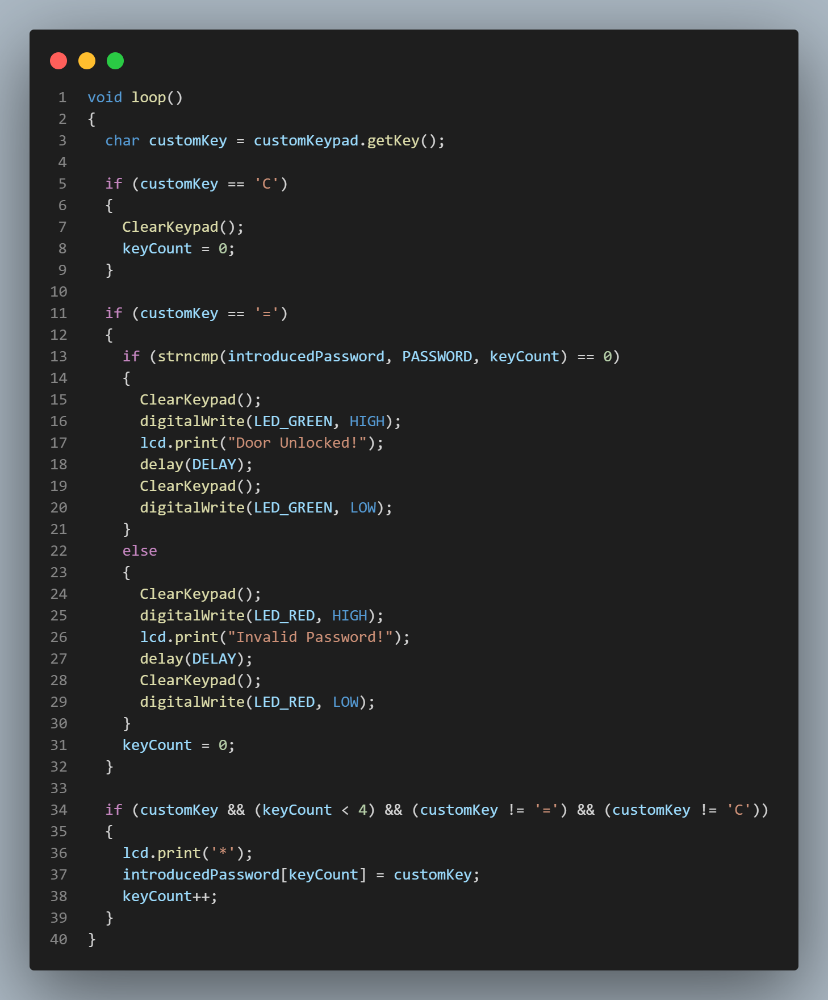 1 void loop()
2 {
3   char customKey = customKeypad.getKey();
4
5   if (customKey == 'C')
6   {
7     ClearKeypad();
8     keyCount = 0;
9   }
10
11   if (customKey == '=')
12   {
13     if (strncmp(introducedPassword, PASSWORD, keyCount) == 0)
14     {
15       ClearKeypad();
16       digitalWrite(LED_GREEN, HIGH);
17       lcd.print("Door Unlocked!");
18       delay(DELAY);
19       ClearKeypad();
20       digitalWrite(LED_GREEN, LOW);
21     }
22     else
23     {
24       ClearKeypad();
25       digitalWrite(LED_RED, HIGH);
26       lcd.print("Invalid Password!");
27       delay(DELAY);
28       ClearKeypad();
29       digitalWrite(LED_RED, LOW);
30     }
31     keyCount = 0;
32   }
33
34   if (customKey && (keyCount < 4) && (customKey != '=') && (customKey != 'C'))
35   {
36     lcd.print('*');
37     introducedPassword[keyCount] = customKey;
38     keyCount++;
39   }
40 }